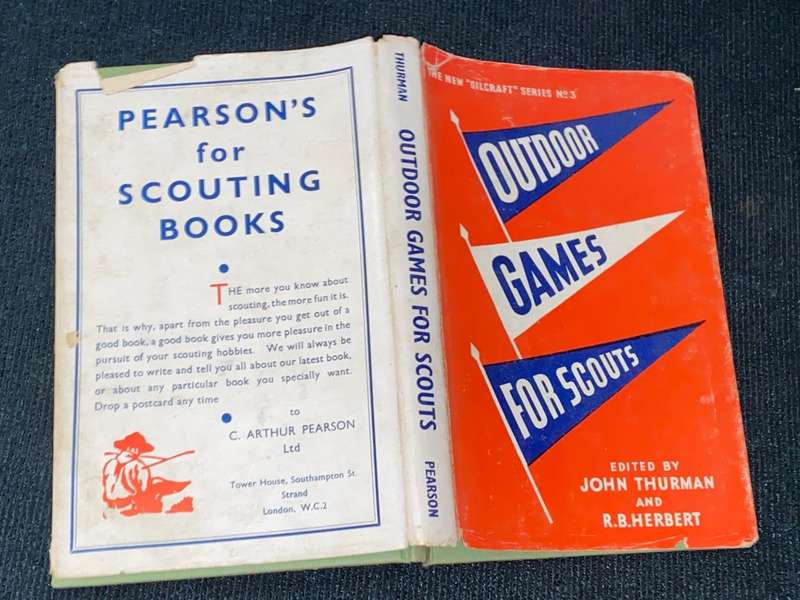 PEARSON'S
for
SCOUTING
BOOKS
THE more you know about
scouting, the more fun it is.
That is why, apart from the pleasure you get out of a
good book, a good book gives you more pleasure in the
pursuit of your scouting hobbies. We will always be
pleased to write and tell you all about our latest book,
or about any particular book you specially want.
Drop a postcard any time
to
C. ARTHUR PEARSON
Ltd
Tower House, Southampton St.
Strand
London, W.C.2
THURMAN
OUTDOOR GAMES FOR SCOUTS
PEARSON
THE NEW "GILCRAFT" SERIES No 3
OUTDOOR
GAMES
FOR SCOUTS
EDITED BY
JOHN THURMAN
AND
R.B.HERBERT